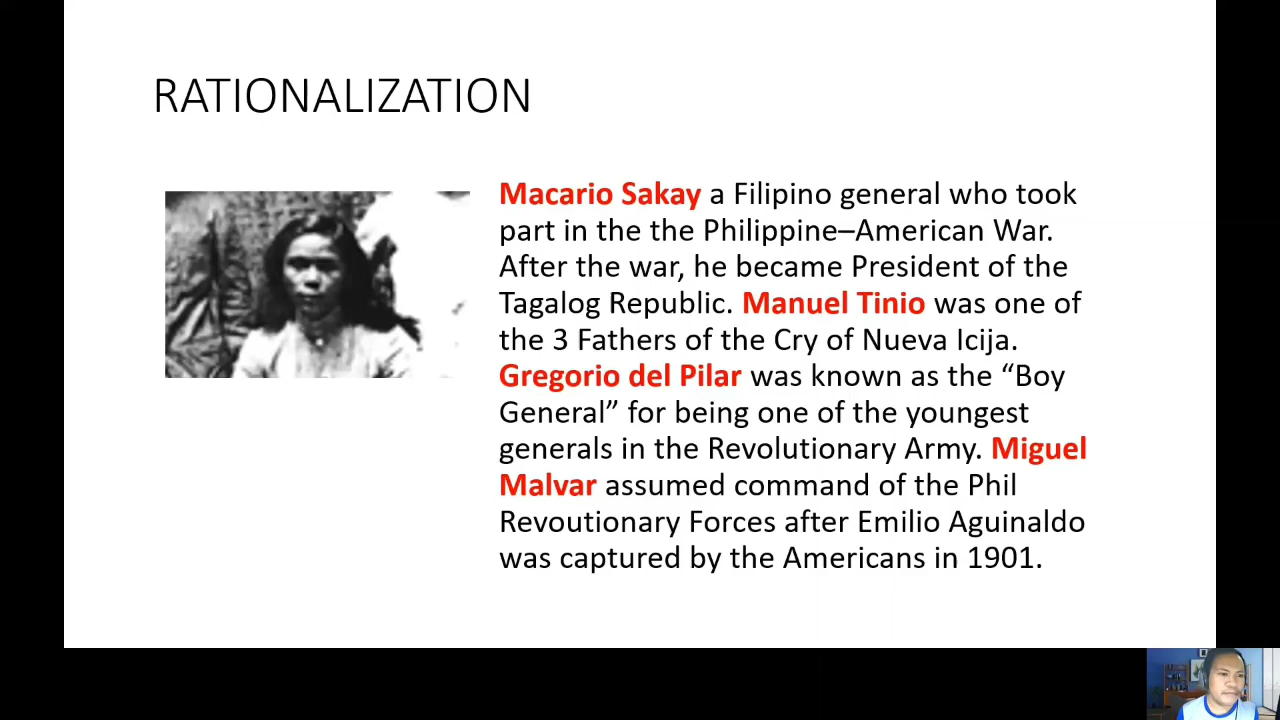 RATIONALIZATION
Macario Sakay a Filipino general who took
part in the the Philippine–American War.
After the war, he became President of the
Tagalog Republic. Manuel Tinio was one of
the 3 Fathers of the Cry of Nueva Icija.
Gregorio del Pilar was known as the “Boy
General” for being one of the youngest
generals in the Revolutionary Army. Miguel
Malvar assumed command of the Phil
Revoutionary Forces after Emilio Aguinaldo
was captured by the Americans in 1901.